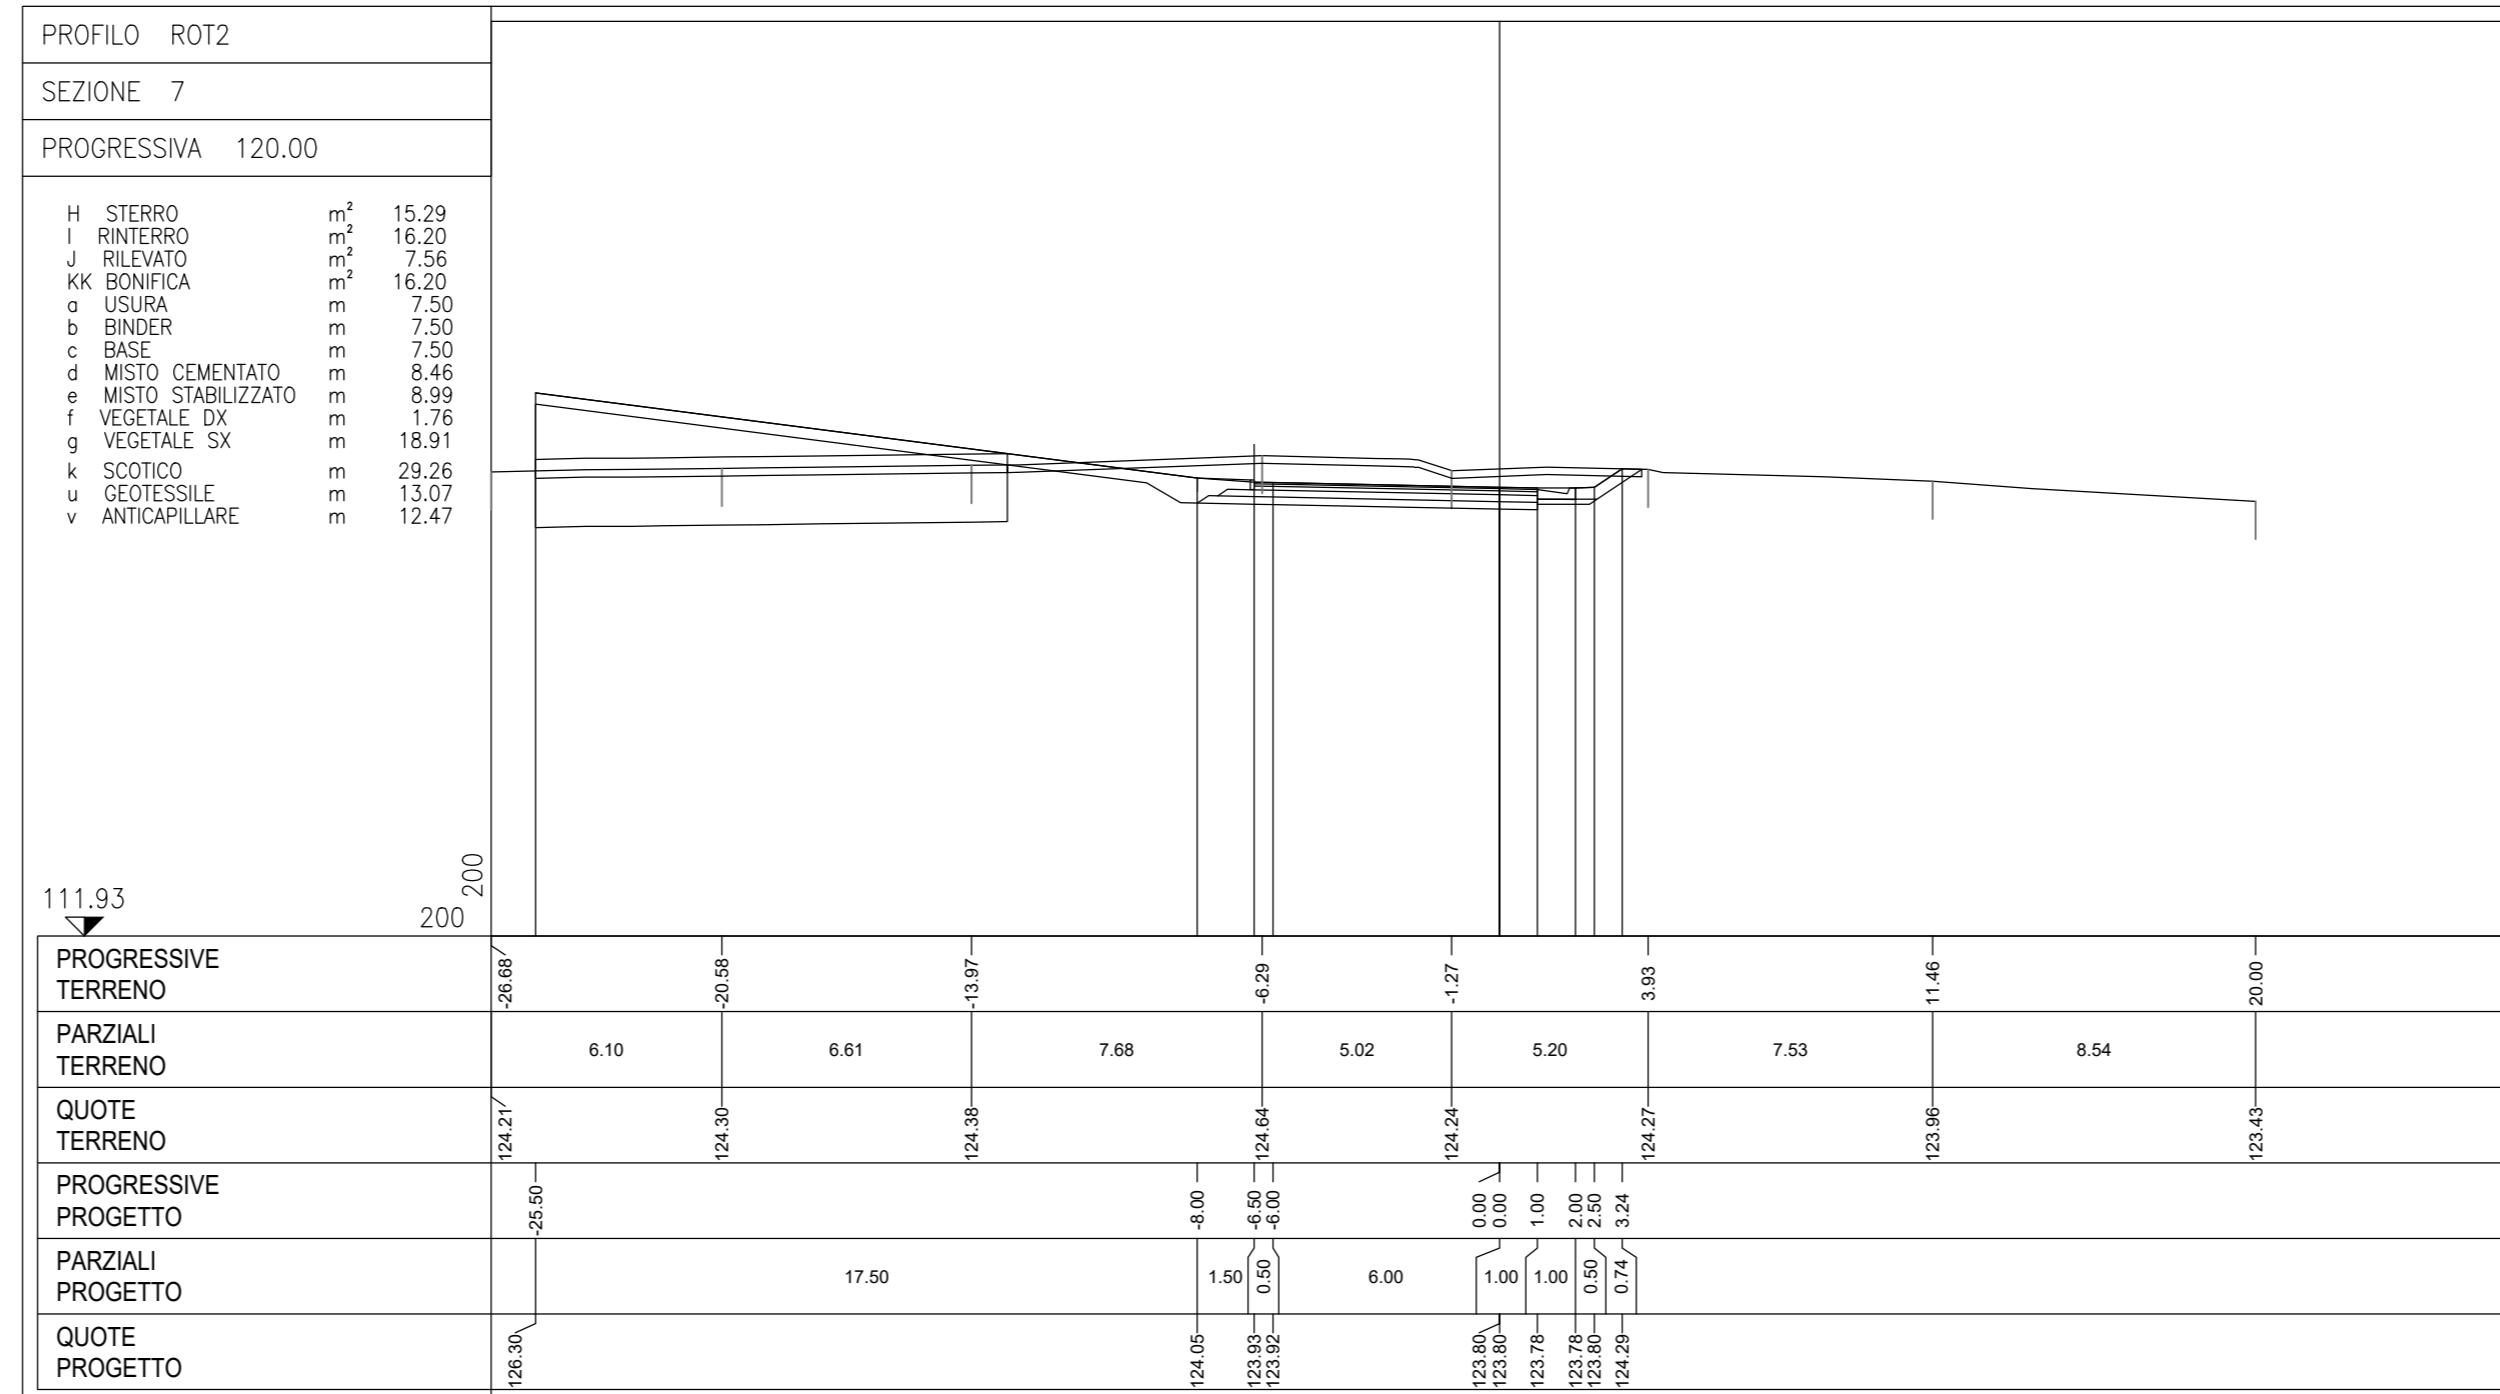 PROFILO ROT2
SEZIONE 7
PROGRESSIVA 120.00
H STERRO m² 15.29
I RINTERRO m² 16.20
J RILEVATO m² 7.56
KK BONIFICA m² 16.20
a USURA m 7.50
b BINDER m 7.50
c BASE m 7.50
d MISTO CEMENTATO m 8.46
e MISTO STABILIZZATO m 8.99
f VEGETALE DX m 1.76
g VEGETALE SX m 18.91
k SCOTICO m 29.26
u GEOTESSILE m 13.07
v ANTICAPILLARE m 12.47
200
111.93
200
PROGRESSIVE
TERRENO
-26.68 -20.58 -13.97 -6.29 -1.27 3.93 11.46 20.00
PARZIALI
TERRENO
6.10 6.61 7.68 5.02 5.20 7.53 8.54
QUOTE
TERRENO
124.21 124.30 124.38 124.64 124.24 124.27 123.96 123.43
PROGRESSIVE
PROGETTO
-25.50 -8.00 -6.50 -6.00 0.00 0.00 1.00 2.00 2.50 3.24
PARZIALI
PROGETTO
17.50 1.50 0.50 6.00 1.00 1.00 0.50 0.74
QUOTE
PROGETTO
126.30 124.05 123.93 123.92 123.80 123.80 123.78 123.78 123.80 124.29